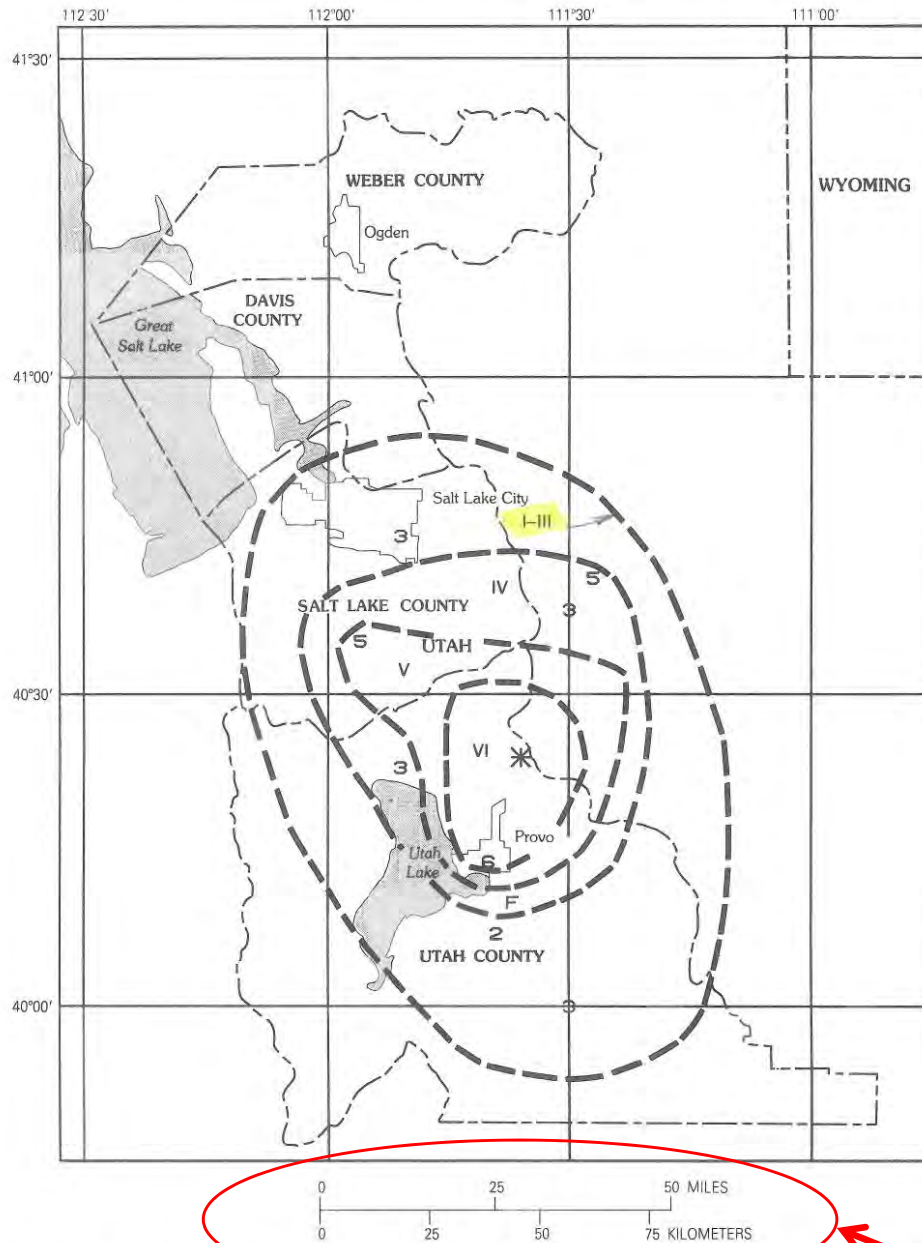 112°30' 112°00' 111°30' 111°00'
41°30'
WEBER COUNTY
WYOMING
Ogden
DAVIS
COUNTY
Great
Salt Lake
41°00'
Salt Lake City
I–III
3
IV
5
SALT LAKE COUNTY
3
5
UTAH
V
40°30'
VI
3
Provo
Utah
Lake
6
F
2
UTAH COUNTY
40°00'
3
0 25 50 MILES
0 25 50 75 KILOMETERS